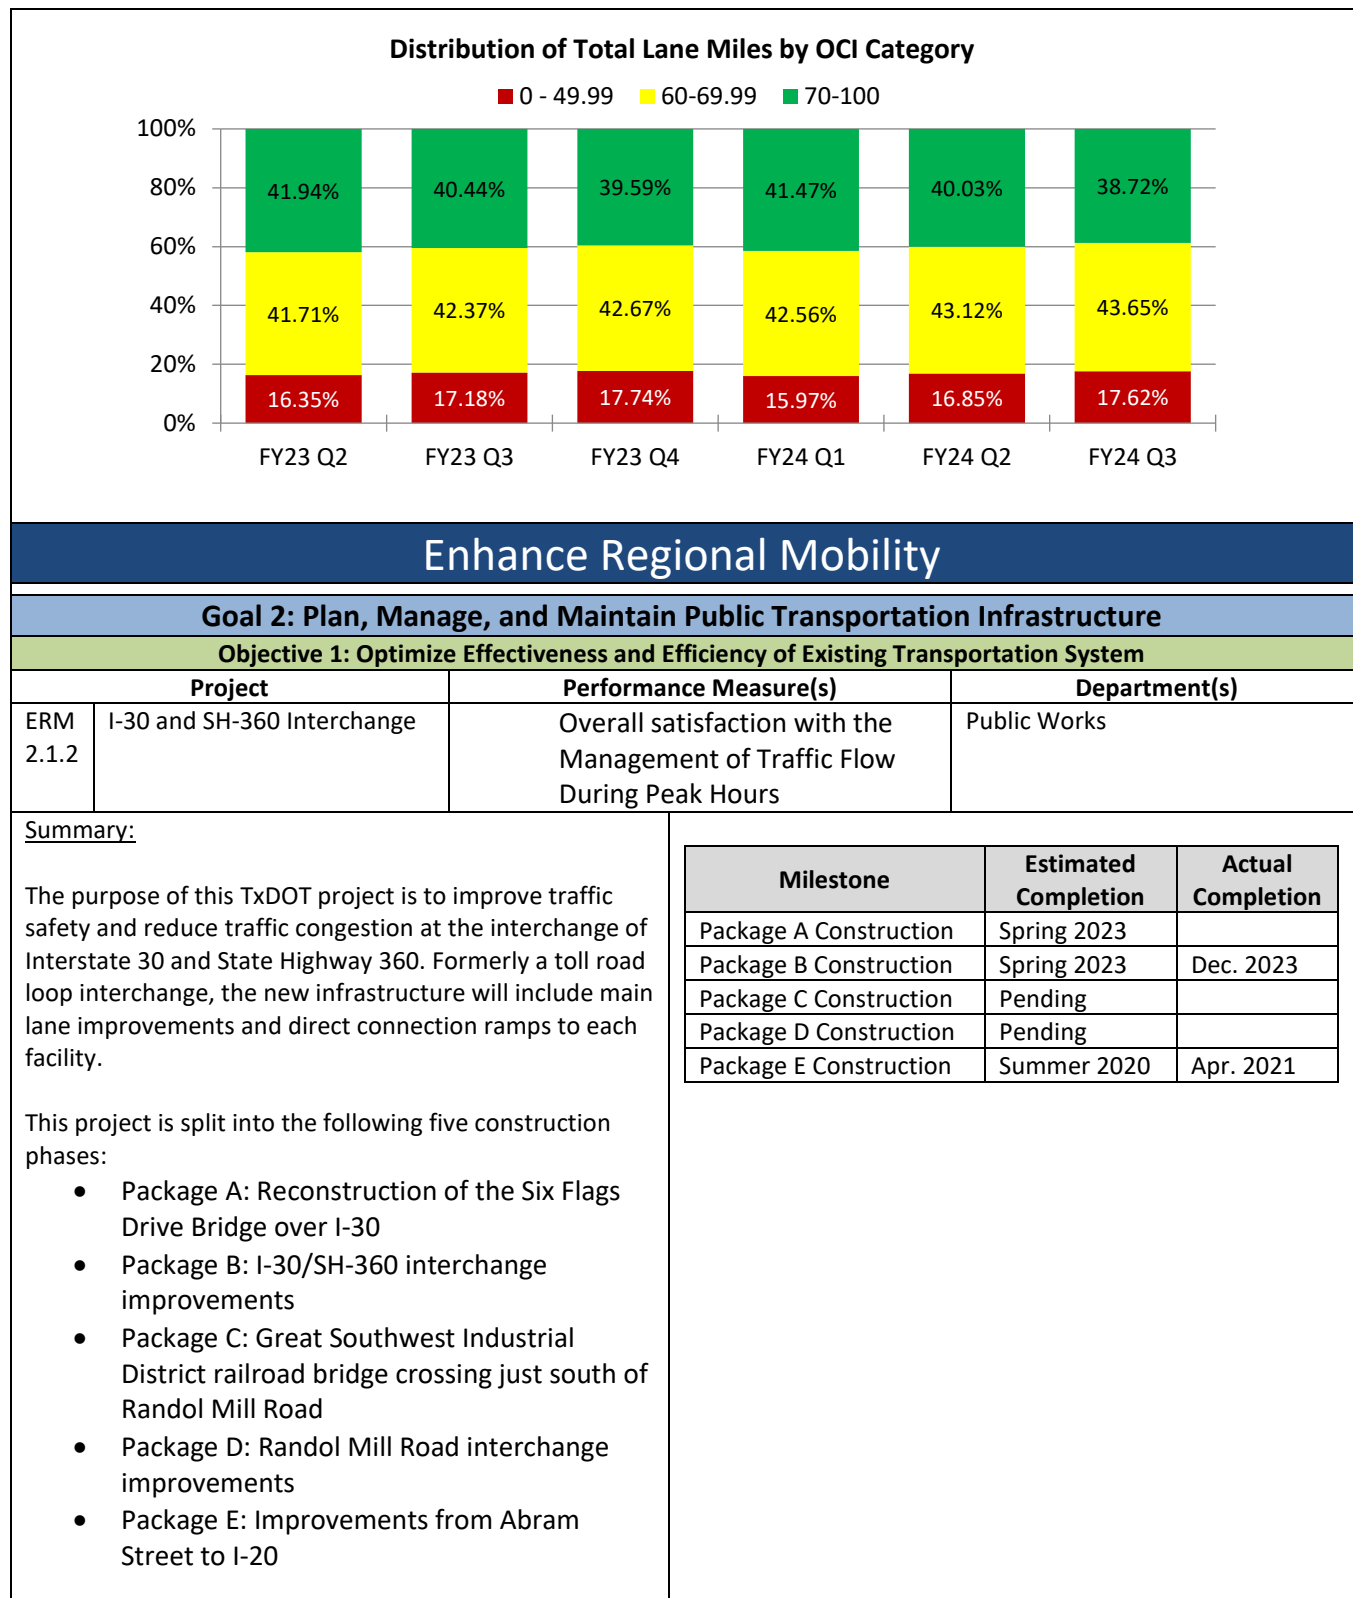 Distribution of Total Lane Miles by OCI Category
0 - 49.99 60-69.99 70-100
100%
80%
60%
40%
20%
0%
41.94% 40.44% 39.59% 41.47% 40.03% 38.72%
41.71% 42.37% 42.67% 42.56% 43.12% 43.65%
16.35% 17.18% 17.74% 15.97% 16.85% 17.62%
FY23 Q2 FY23 Q3 FY23 Q4 FY24 Q1 FY24 Q2 FY24 Q3
Enhance Regional Mobility
Goal 2: Plan, Manage, and Maintain Public Transportation Infrastructure
Objective 1: Optimize Effectiveness and Efficiency of Existing Transportation System
Project Performance Measure(s) Department(s)
ERM 2.1.2 I-30 and SH-360 Interchange Overall satisfaction with the Management of Traffic Flow During Peak Hours Public Works
Summary:
The purpose of this TxDOT project is to improve traffic
safety and reduce traffic congestion at the interchange of
Interstate 30 and State Highway 360. Formerly a toll road
loop interchange, the new infrastructure will include main
lane improvements and direct connection ramps to each
facility.
This project is split into the following five construction
phases:
• Package A: Reconstruction of the Six Flags
Drive Bridge over I-30
• Package B: I-30/SH-360 interchange
improvements
• Package C: Great Southwest Industrial
District railroad bridge crossing just south of
Randol Mill Road
• Package D: Randol Mill Road interchange
improvements
• Package E: Improvements from Abram
Street to I-20
Milestone Estimated Completion Actual Completion
Package A Construction Spring 2023
Package B Construction Spring 2023 Dec. 2023
Package C Construction Pending
Package D Construction Pending
Package E Construction Summer 2020 Apr. 2021